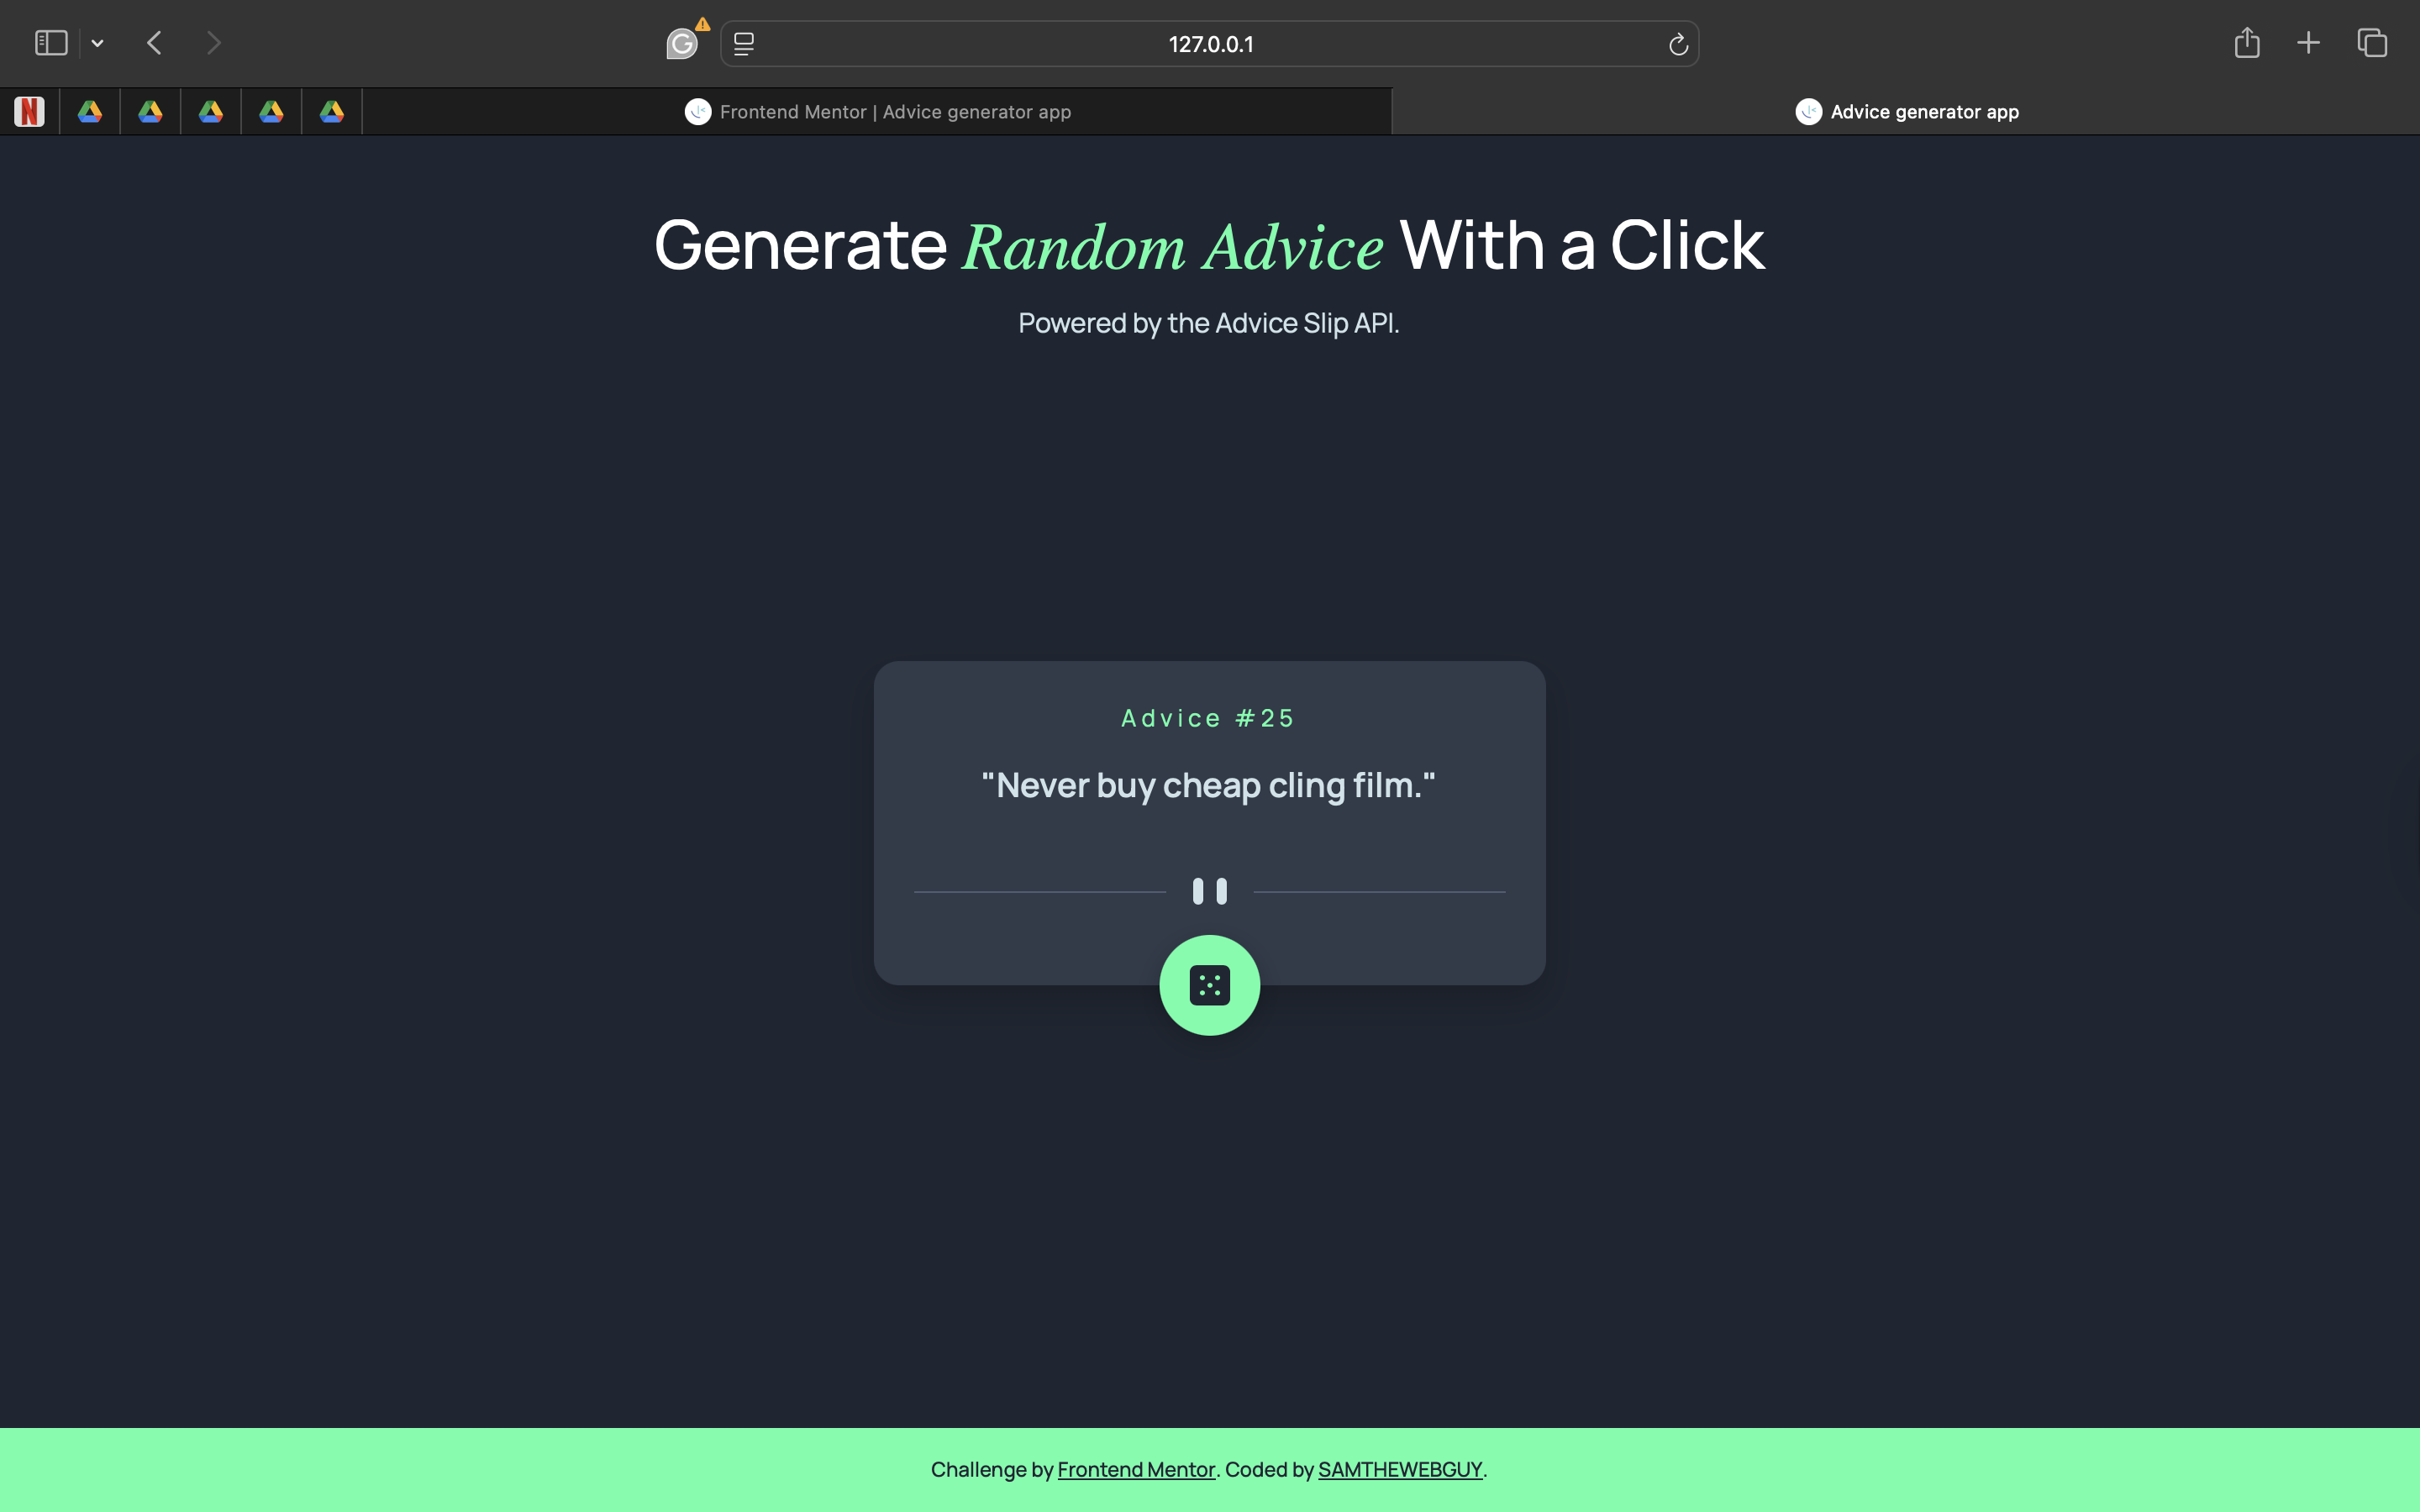 127.0.0.1
Frontend Mentor | Advice generator app
Advice generator app
Generate Random Advice With a Click
Powered by the Advice Slip API.
Advice #25
"Never buy cheap cling film."
Challenge by Frontend Mentor. Coded by SAMTHEWEBGUY.